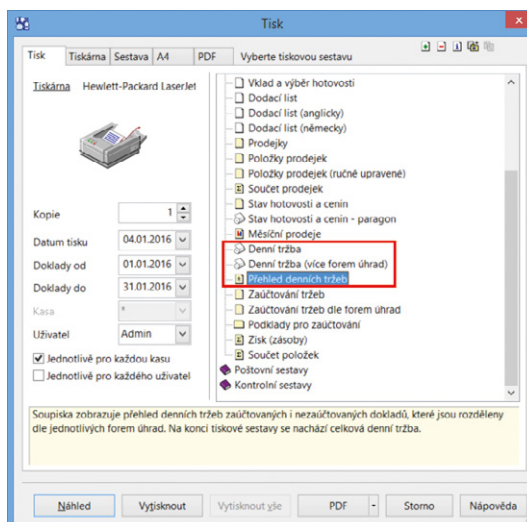 Tisk
Tisk
Tiskárna
Sestava
A4
PDF
Vyberte tiskovou sestavu
Tiskárna Hewlett-Packard LaserJet
Kopie 1
Datum tisku 04.01.2016
Doklady od 01.01.2016
Doklady do 31.01.2016
Kasa *
Uživatel Admin
Jednotlivě pro každou kasu
Jednotlivě pro každého uživatele
Vklad a výběr hotovosti
Dodací list
Dodací list (anglicky)
Dodací list (německy)
Prodejky
Položky prodejek
Položky prodejek (ručně upravené)
Součet prodejek
Stav hotovosti a cenin
Stav hotovosti a cenin - paragon
Měsíční prodeje
Denní tržba
Denní tržba (více forem úhrad)
Přehled denních tržeb
Zaúčtování tržeb
Zaúčtování tržeb dle forem úhrad
Podklady pro zaúčtování
Zisk (zásoby)
Součet položek
Poštovní sestavy
Kontrolní sestavy
Soupiska zobrazuje přehled denních tržeb zaúčtovaných i nezaúčtovaných dokladů, které jsou rozděleny
dle jednotlivých forem úhrad. Na konci tiskové sestavy se nachází celková denní tržba.
Náhled
Vytisknout
Vytisknout vše
PDF
Storno
Nápověda